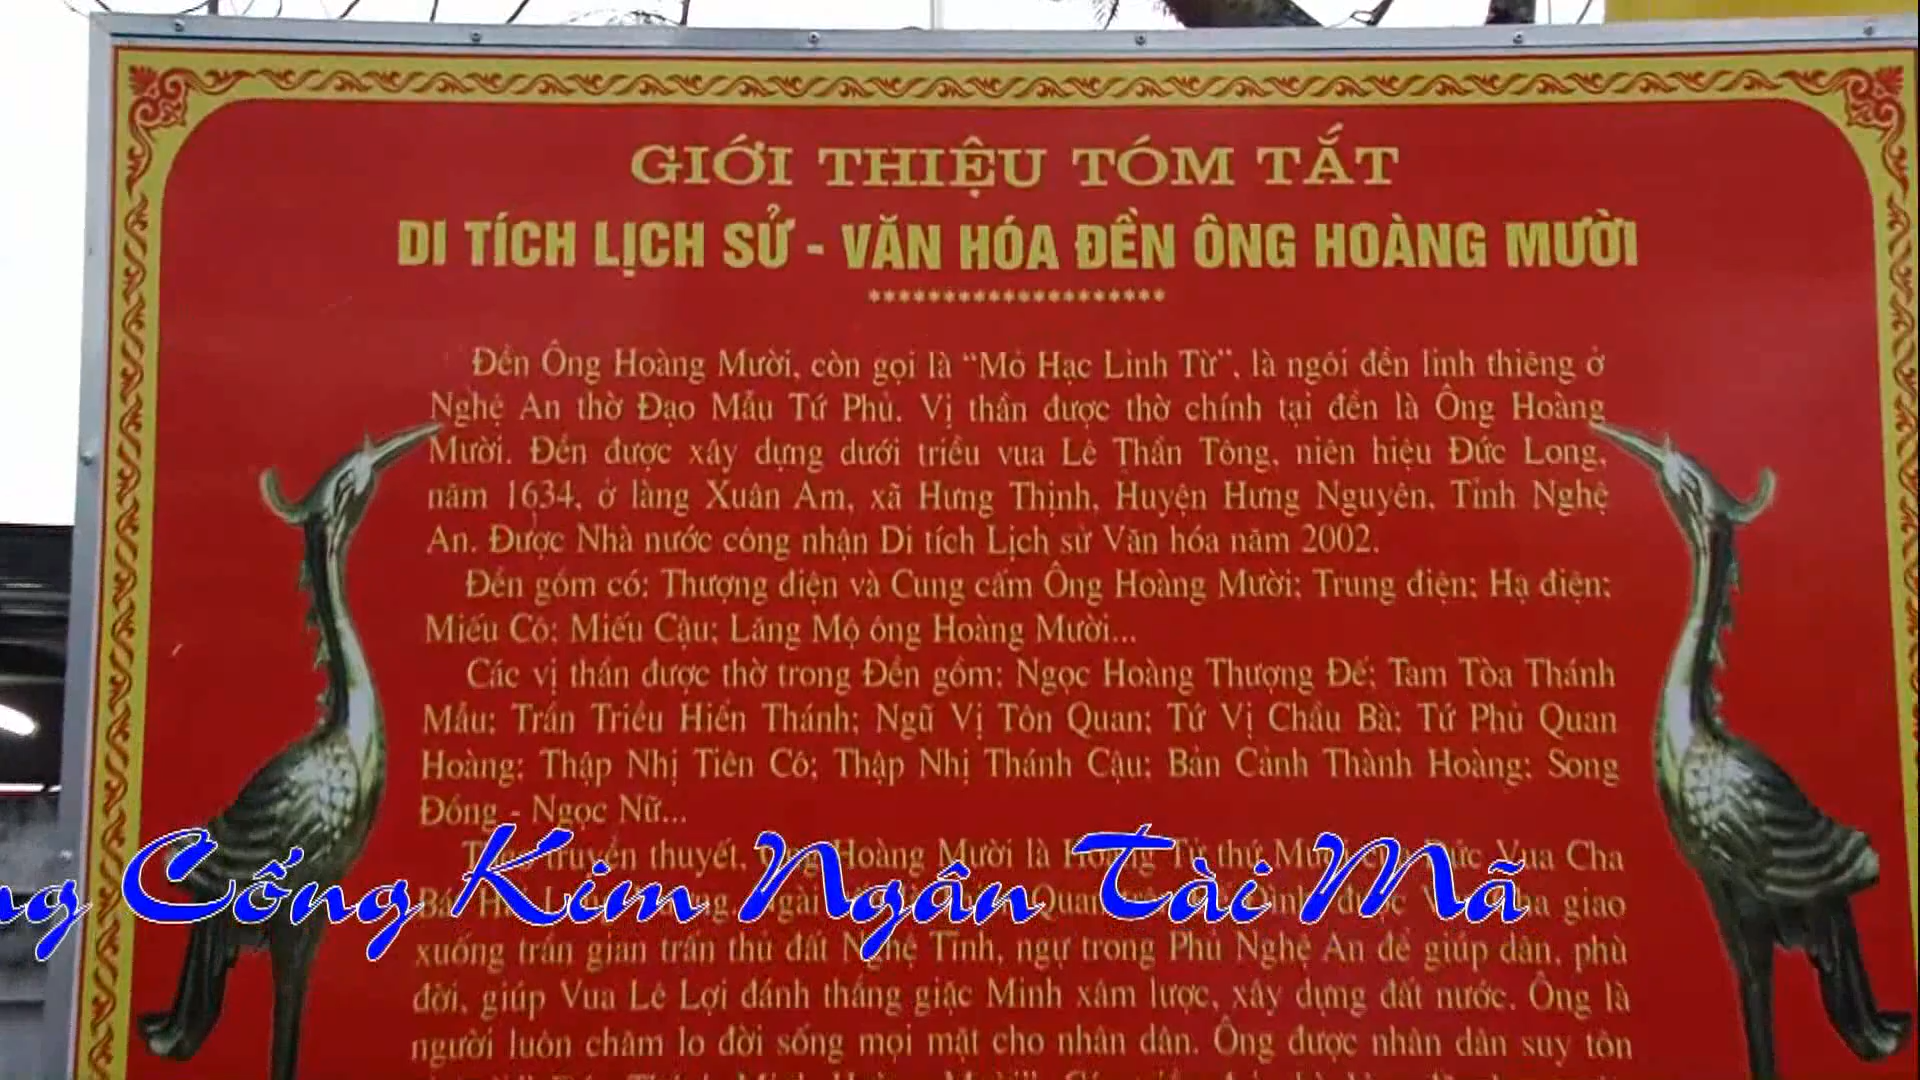 GIỚI THIỆU TÓM TẮT
DI TÍCH LỊCH SỬ - VĂN HÓA ĐỀN ÔNG HOÀNG MƯỜI
********************
Đền Ông Hoàng Mười, còn gọi là “Mỏ Hạc Linh Từ”, là ngôi đền linh thiêng ở
Nghệ An thờ Đạo Mẫu Tứ Phủ. Vị thần được thờ chính tại đền là Ông Hoàng
Mười. Đền được xây dựng dưới triều vua Lê Thần Tông, niên hiệu Đức Long,
năm 1634, ở làng Xuân Am, xã Hưng Thịnh, Huyện Hưng Nguyên, Tỉnh Nghệ
An. Được Nhà nước công nhận Di tích Lịch sử Văn hóa năm 2002.
Đền gồm có: Thượng điện và Cung cấm Ông Hoàng Mười; Trung điện; Hạ điện;
Miếu Cô; Miếu Cậu; Lăng Mộ ông Hoàng Mười...
Các vị thần được thờ trong Đền gồm: Ngọc Hoàng Thượng Đế; Tam Tòa Thánh
Mẫu; Trần Triều Hiển Thánh; Ngũ Vị Tôn Quan; Tứ Vị Chầu Bà; Tứ Phủ Quan
Hoàng; Thập Nhị Tiên Cô; Thập Nhị Thánh Cậu; Bản Cảnh Thành Hoàng; Song
Đồng - Ngọc Nữ...
truyền thuyết, Hoàng Mười là Hoàng Tử thứ Đức Vua Cha
Cống Kim Ngân Tài Mã
Quan giao
xuống trần gian trấn thủ đất Nghệ Tĩnh, ngự trong Phủ Nghệ An để giúp dân, phù
đời, giúp Vua Lê Lợi đánh thắng giặc Minh xâm lược, xây dựng đất nước. Ông là
người luôn chăm lo đời sống mọi mặt cho nhân dân. Ông được nhân dân suy tôn